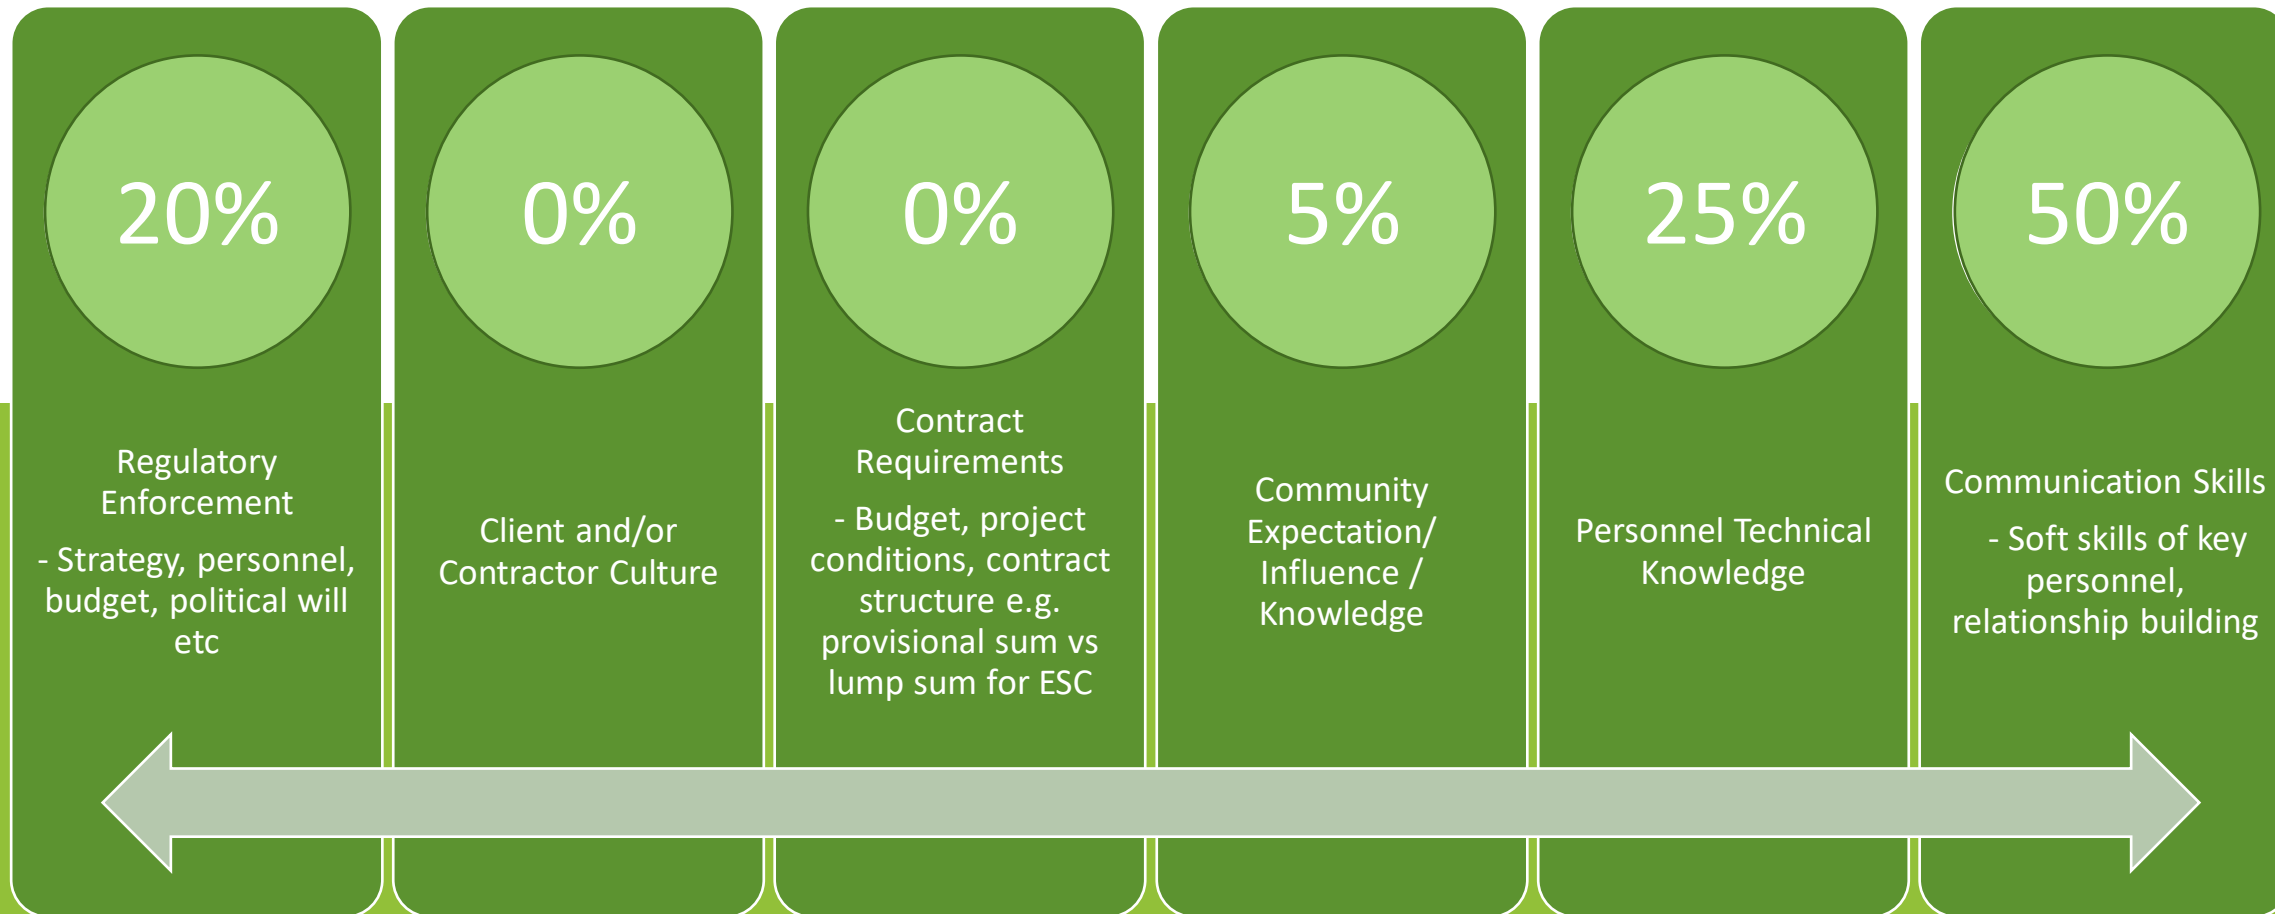 20%
Regulatory
Enforcement
- Strategy, personnel,
budget, political will
etc
0%
Client and/or
Contractor Culture
0%
Contract
Requirements
- Budget, project
conditions, contract
structure e.g.
provisional sum vs
lump sum for ESC
5%
Community
Expectation/
Influence /
Knowledge
25%
Personnel Technical
Knowledge
50%
Communication Skills
- Soft skills of key
personnel,
relationship building